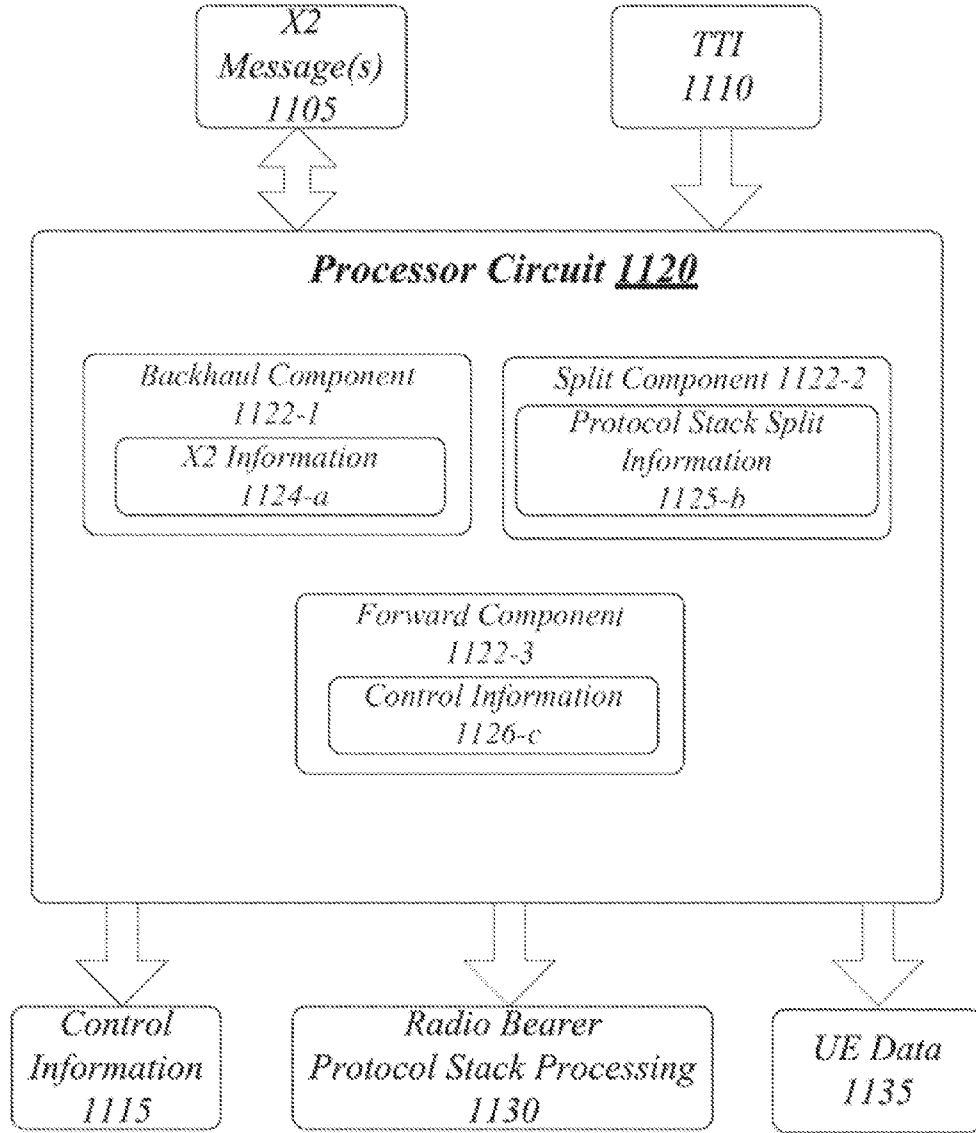 X2
Message(s)
1105
TTI
1110
Processor Circuit 1120
Backhaul Component
1122-1
X2 Information
1124-a
Split Component 1122-2
Protocol Stack Split
Information
1125-b
Forward Component
1122-3
Control Information
1126-c
Control
Information
1115
Radio Bearer
Protocol Stack Processing
1130
UE Data
1135